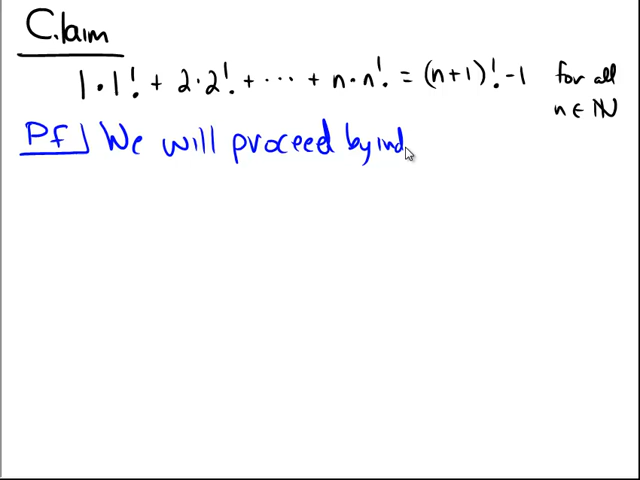 Claim
1·1! + 2·2! + ··· + n·n! = (n+1)! -1 for all
n ∈ ℕ
Pf We will proceed by ind